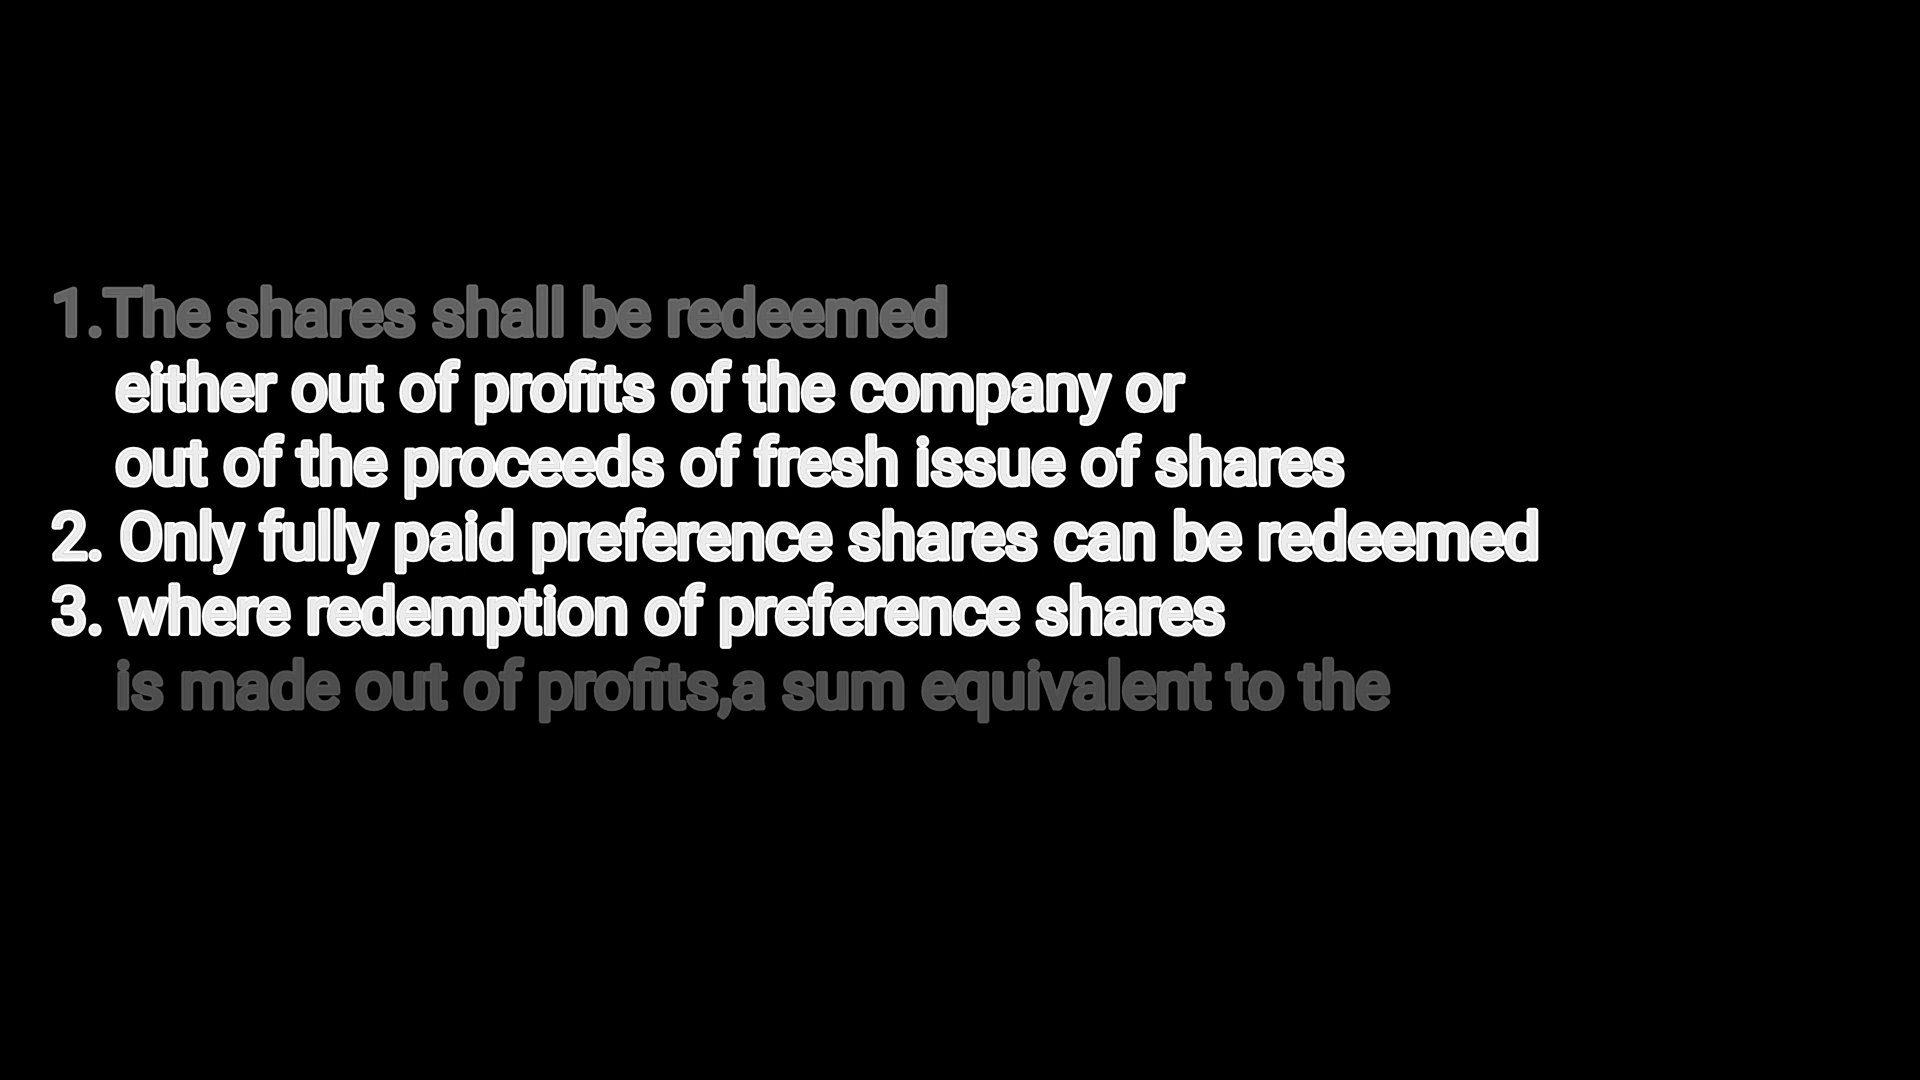 1.The shares shall be redeemed
either out of profits of the company or
out of the proceeds of fresh issue of shares
2. Only fully paid preference shares can be redeemed
3. where redemption of preference shares
is made out of profits,a sum equivalent to the